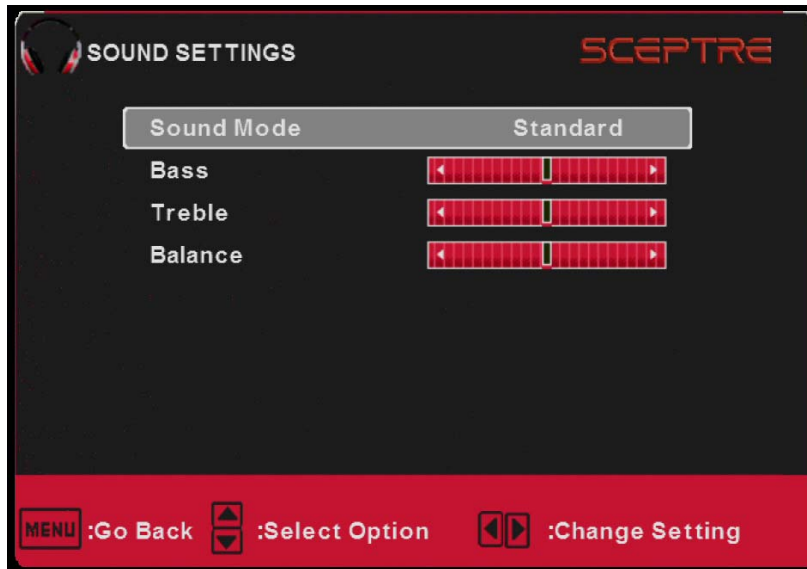 SOUND SETTINGS
SCEPTRE
Sound Mode Standard
Bass
Treble
Balance
MENU :Go Back :Select Option :Change Setting